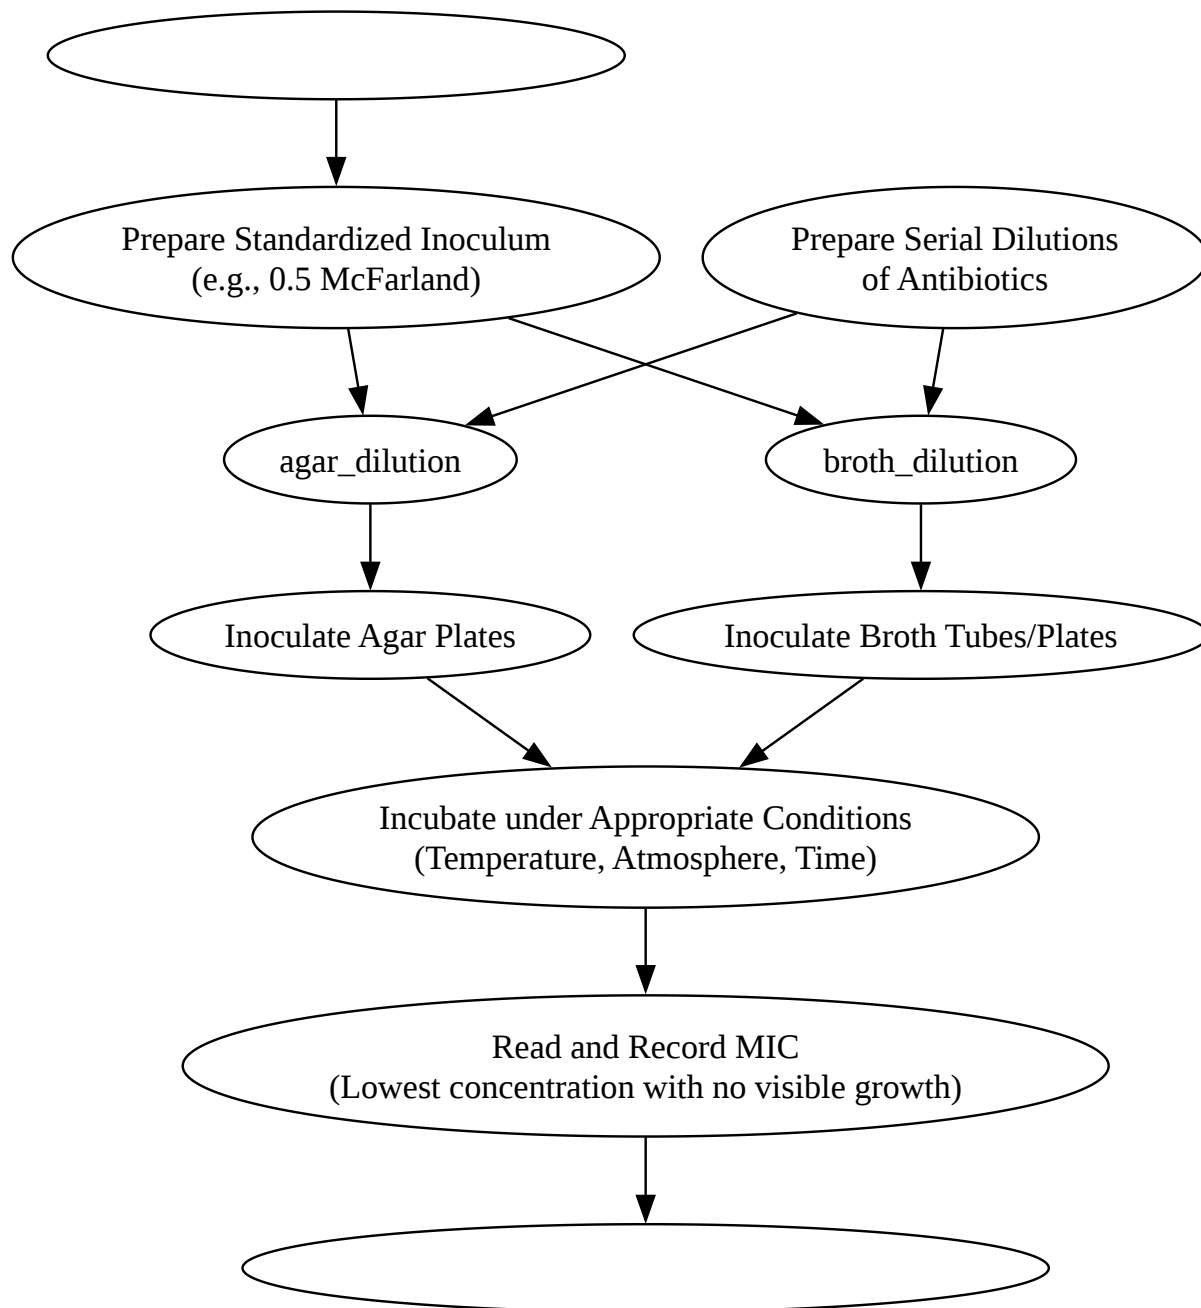 Prepare Standardized Inoculum
(e.g., 0.5 McFarland)
Prepare Serial Dilutions
of Antibiotics
agar_dilution
broth_dilution
Inoculate Agar Plates
Inoculate Broth Tubes/Plates
Incubate under Appropriate Conditions
(Temperature, Atmosphere, Time)
Read and Record MIC
(Lowest concentration with no visible growth)